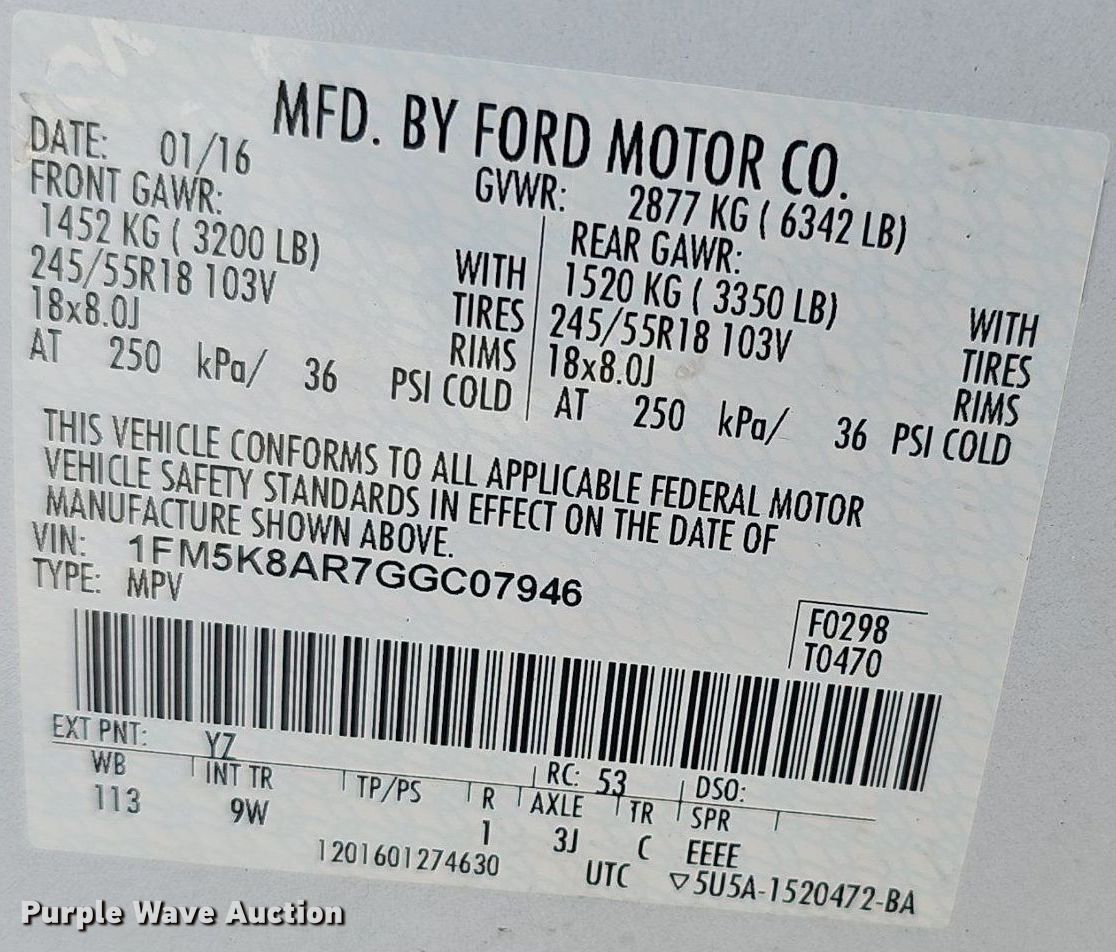 MFD. BY FORD MOTOR CO.
DATE: 01/16 GVWR: 2877 KG ( 6342 LB)
FRONT GAWR: REAR GAWR:
1452 KG ( 3200 LB) WITH 1520 KG ( 3350 LB) WITH
245/55R18 103V TIRES 245/55R18 103V TIRES
18x8.0J RIMS 18x8.0J RIMS
AT 250 kPa/ 36 PSI COLD AT 250 kPa/ 36 PSI COLD
THIS VEHICLE CONFORMS TO ALL APPLICABLE FEDERAL MOTOR
VEHICLE SAFETY STANDARDS IN EFFECT ON THE DATE OF
MANUFACTURE SHOWN ABOVE.
VIN: 1FM5K8AR7GGC07946
TYPE: MPV
F0298
T0470
EXT PNT: YZ RC: 53 DSO:
WB INT TR TP/PS R AXLE TR SPR
113 9W 1 3J C EEEE
1201601274630 UTC ▽5U5A-1520472-BA
Purple Wave Auction